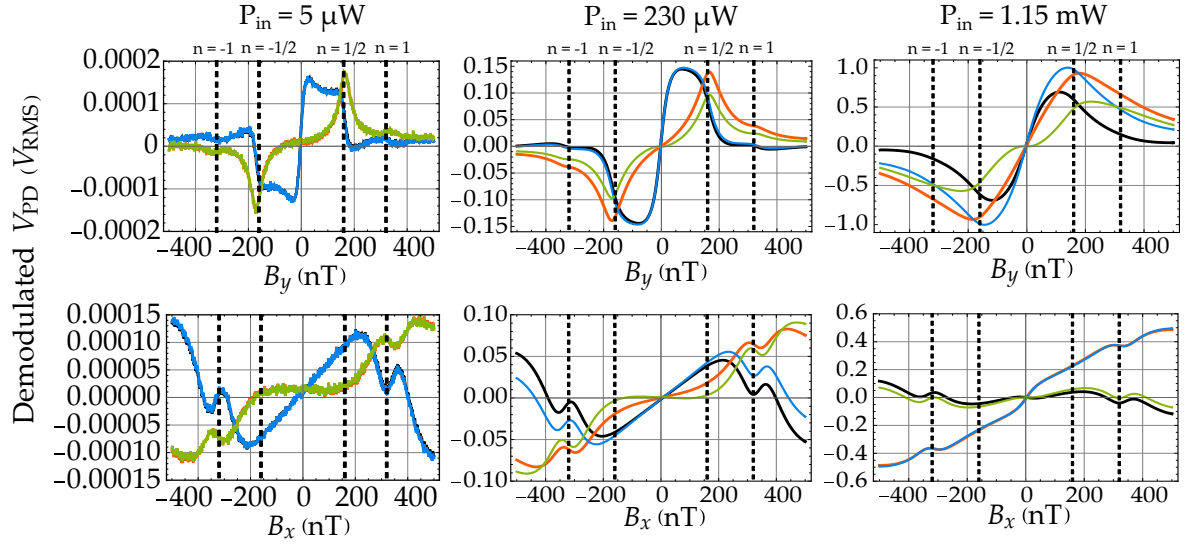 P_in = 5 µW
P_in = 230 µW
P_in = 1.15 mW
n = -1 n = -1/2 n = 1/2 n = 1
n = -1 n = -1/2 n = 1/2 n = 1
n = -1 n = -1/2 n = 1/2 n = 1
Demodulated V_PD (V_RMS)
0.0002
0.0001
0
−0.0001
−0.0002
−400 −200 0 200 400
B_y (nT)
0.15
0.10
0.05
0.00
−0.05
−0.10
−0.15
−400 −200 0 200 400
B_y (nT)
1.0
0.5
0.0
−0.5
−1.0
−400 −200 0 200 400
B_y (nT)
0.00015
0.00010
0.00005
0.00000
−0.00005
−0.00010
−0.00015
−400 −200 0 200 400
B_x (nT)
0.10
0.05
0.00
−0.05
−0.10
−400 −200 0 200 400
B_x (nT)
0.6
0.4
0.2
0.0
−0.2
−0.4
−0.6
−400 −200 0 200 400
B_x (nT)